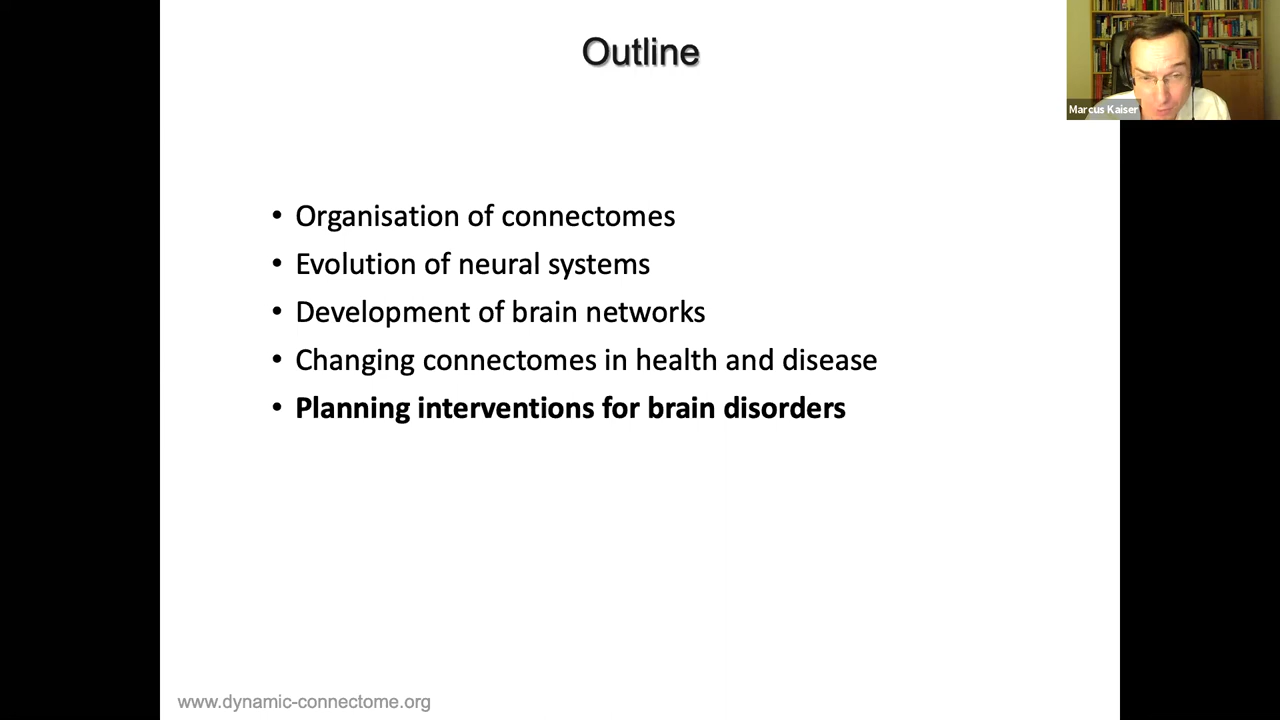 Outline
Marcus Kaiser
• Organisation of connectomes
• Evolution of neural systems
• Development of brain networks
• Changing connectomes in health and disease
• Planning interventions for brain disorders
www.dynamic-connectome.org